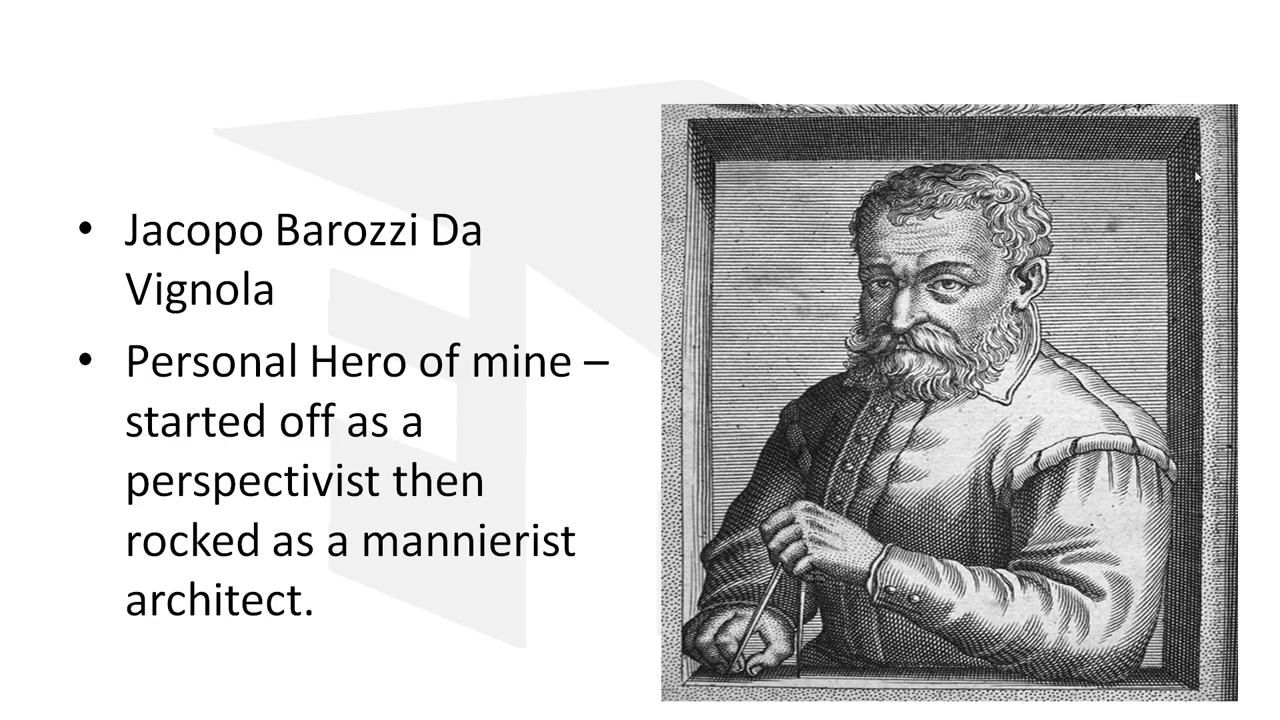 • Jacopo Barozzi Da
Vignola
• Personal Hero of mine –
started off as a
perspectivist then
rocked as a mannierist
architect.